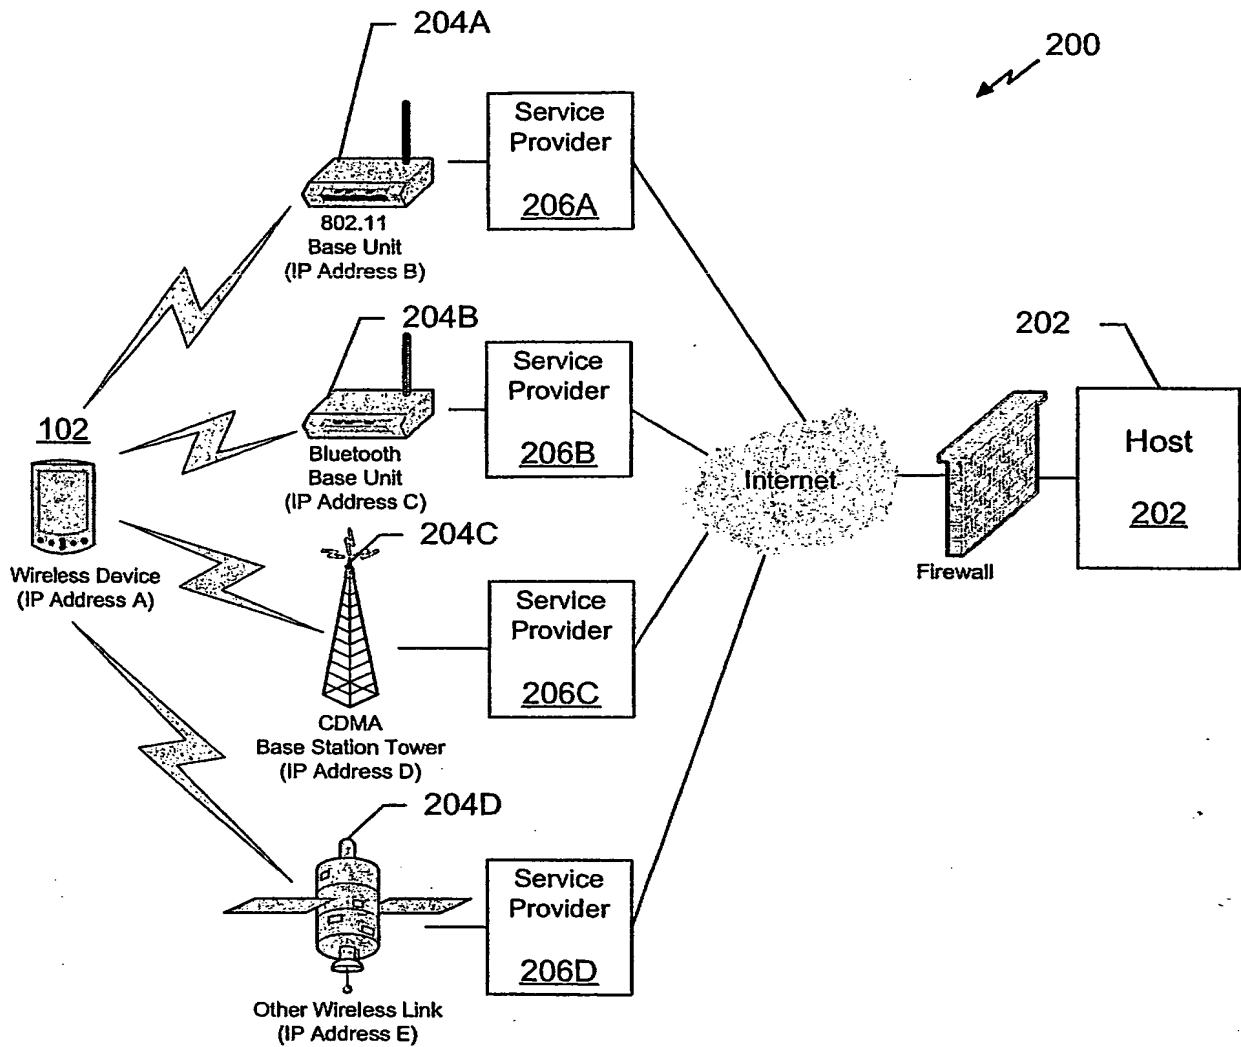 204A
200
Service
Provider
206A
802.11
Base Unit
(IP Address B)
204B
Service
Provider
206B
Bluetooth
Base Unit
(IP Address C)
102
Wireless Device
(IP Address A)
204C
Service
Provider
206C
CDMA
Base Station Tower
(IP Address D)
204D
Service
Provider
206D
Other Wireless Link
(IP Address E)
Internet
Firewall
202
Host
202